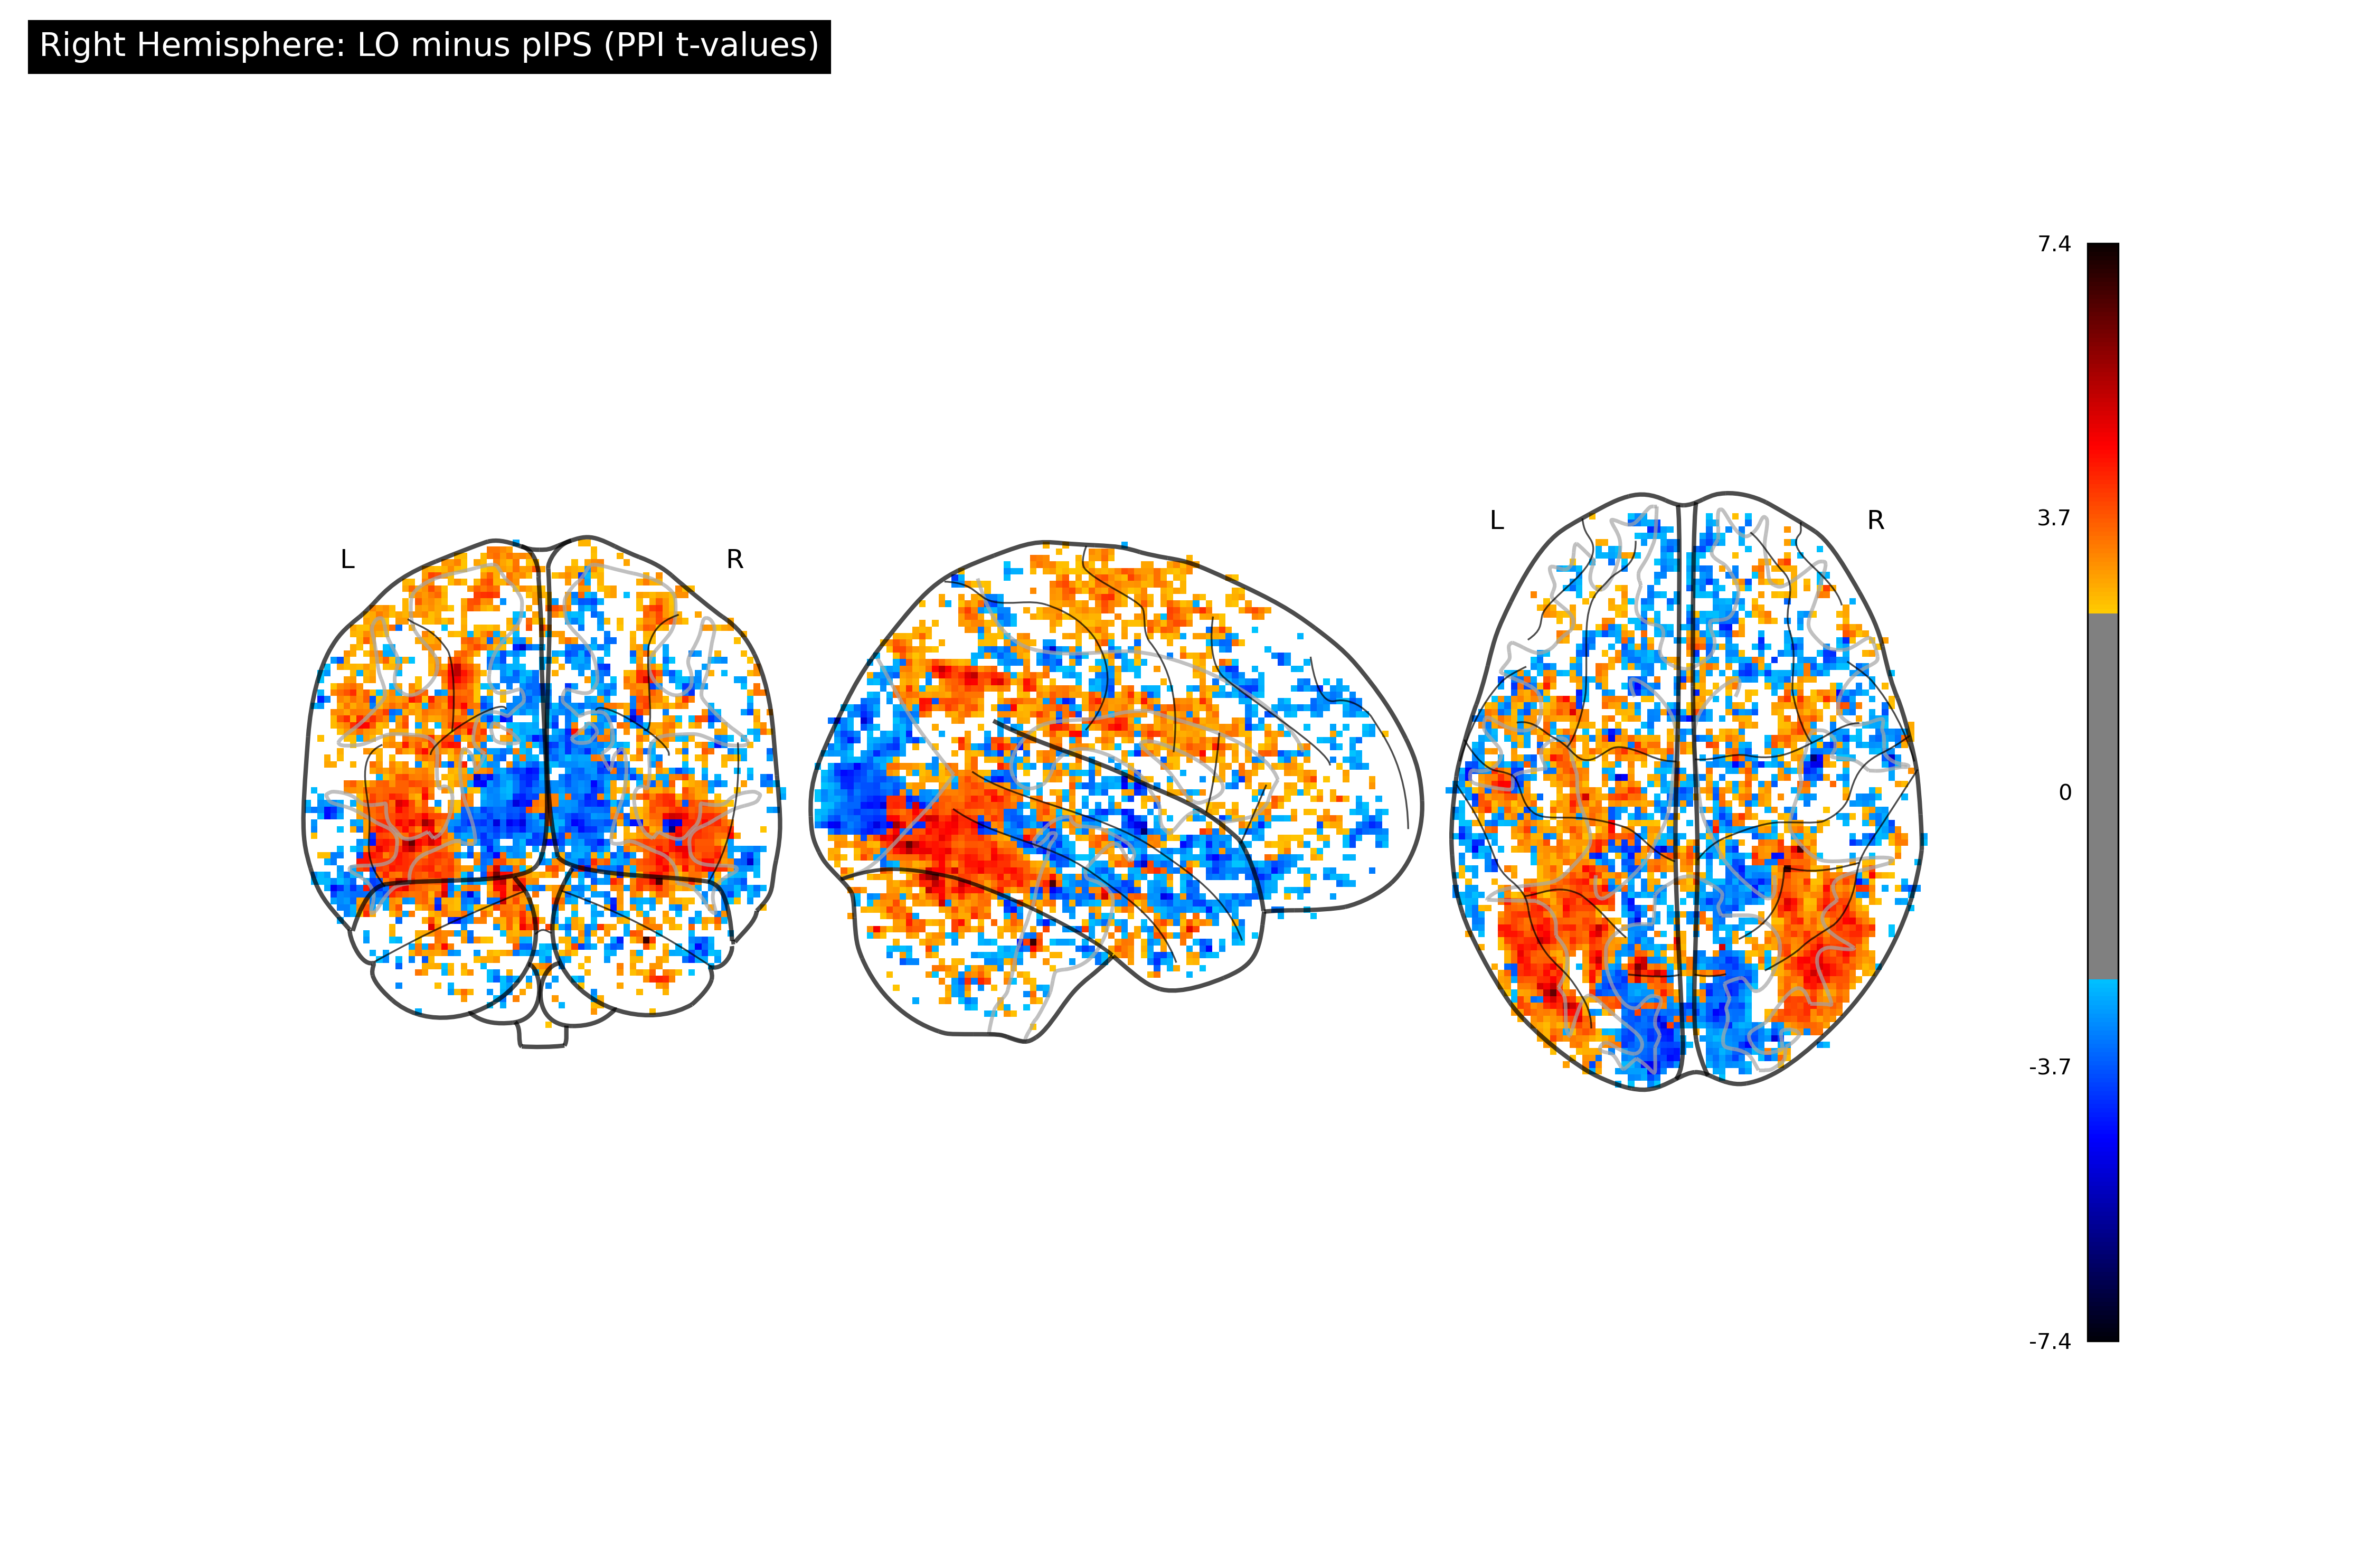 Right Hemisphere: LO minus pIPS (PPI t-values)
L
R
L
R
7.4
3.7
0
-3.7
-7.4